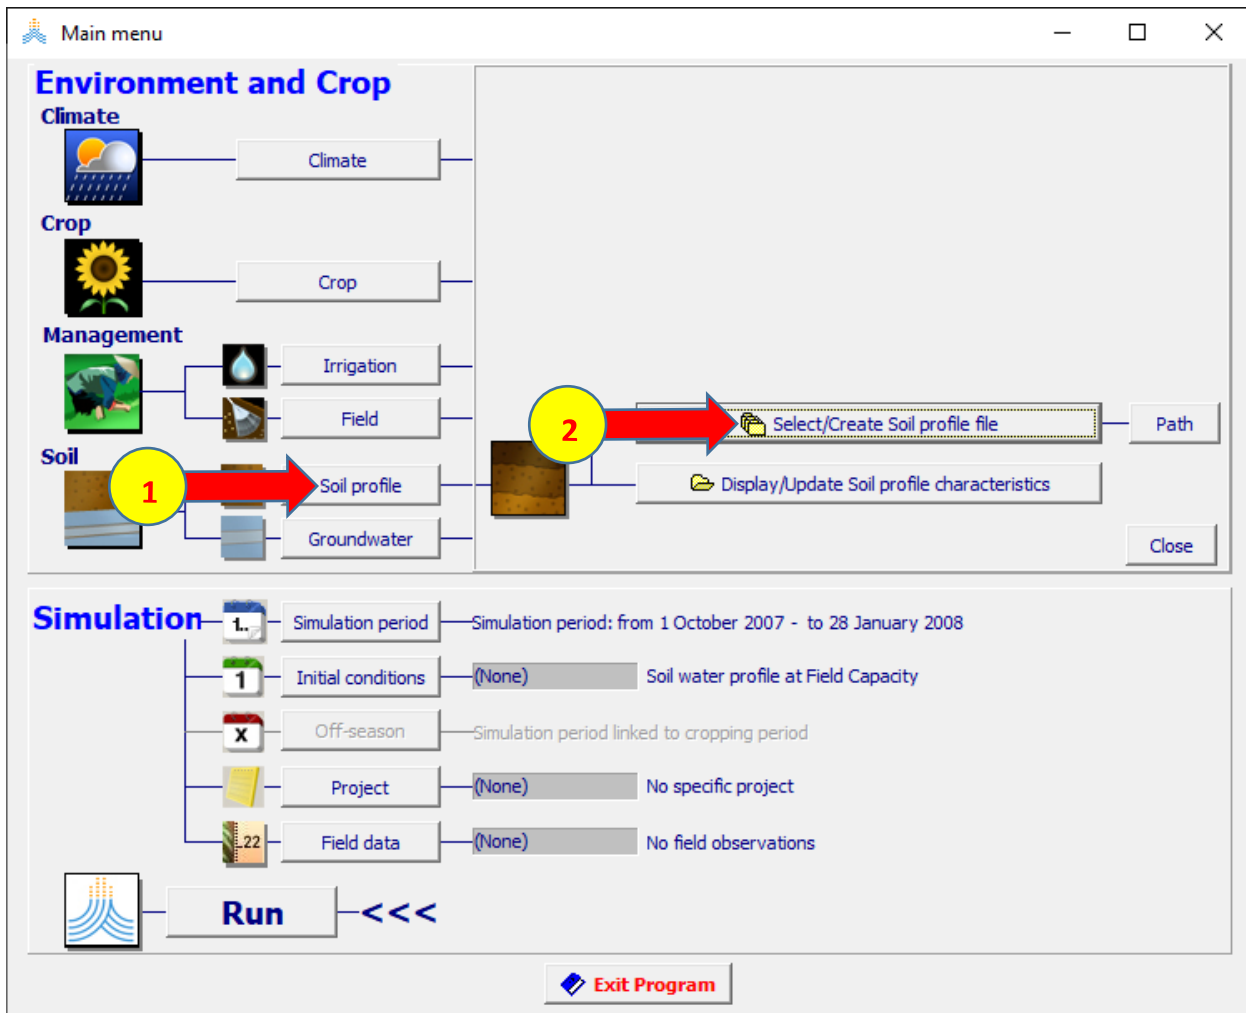 Main menu
Environment and Crop
Climate
Climate
Crop
Crop
Management
Irrigation
Field
2
Select/Create Soil profile file
Path
Soil
1
Soil profile
Display/Update Soil profile characteristics
Groundwater
Close
Simulation
1..
Simulation period
Simulation period: from 1 October 2007 - to 28 January 2008
1
Initial conditions
(None)
Soil water profile at Field Capacity
X
Off-season
Simulation period linked to cropping period
Project
(None)
No specific project
L22
Field data
(None)
No field observations
Run
<<<
Exit Program